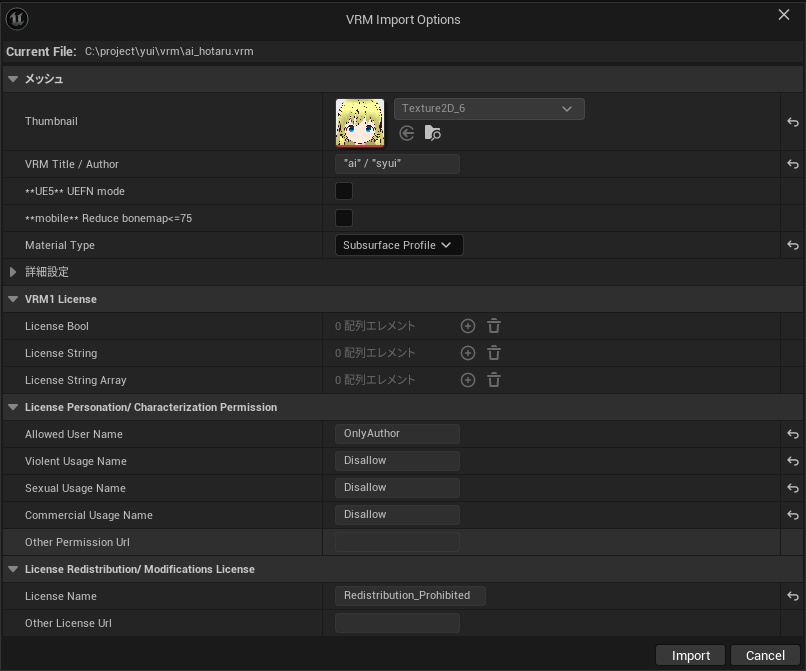 VRM Import Options
Current File: C:\project\yui\vrm\ai_hotaru.vrm
メッシュ
Thumbnail
Texture2D_6
VRM Title / Author "ai" / "syui"
**UE5** UEFN mode
**mobile** Reduce bonemap<=75
Material Type Subsurface Profile
詳細設定
VRM1 License
License Bool 0 配列エレメント
License String 0 配列エレメント
License String Array 0 配列エレメント
License Personation/ Characterization Permission
Allowed User Name OnlyAuthor
Violent Usage Name Disallow
Sexual Usage Name Disallow
Commercial Usage Name Disallow
Other Permission Url
License Redistribution/ Modifications License
License Name Redistribution_Prohibited
Other License Url
Import Cancel